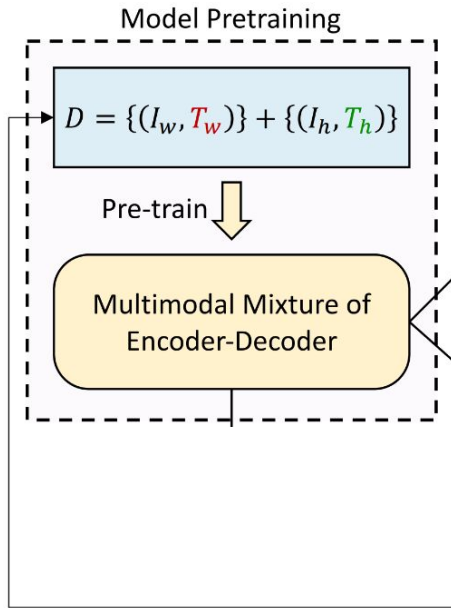 Model Pretraining
D = {(I_w, T_w)} + {(I_h, T_h)}
Pre-train
Multimodal Mixture of
Encoder-Decoder